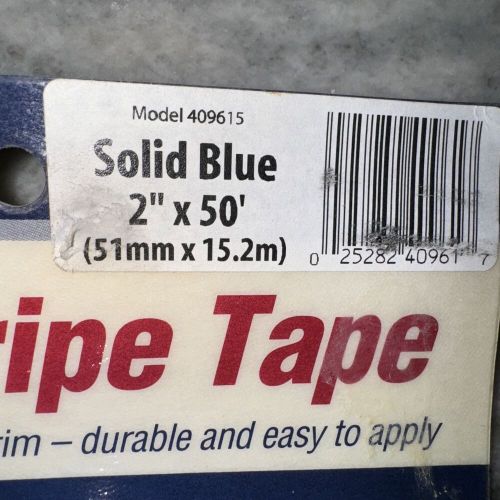 Model 409615
Solid Blue
2" x 50'
(51mm x 15.2m)
0 25282 40961 7
ripe Tape
rim – durable and easy to apply